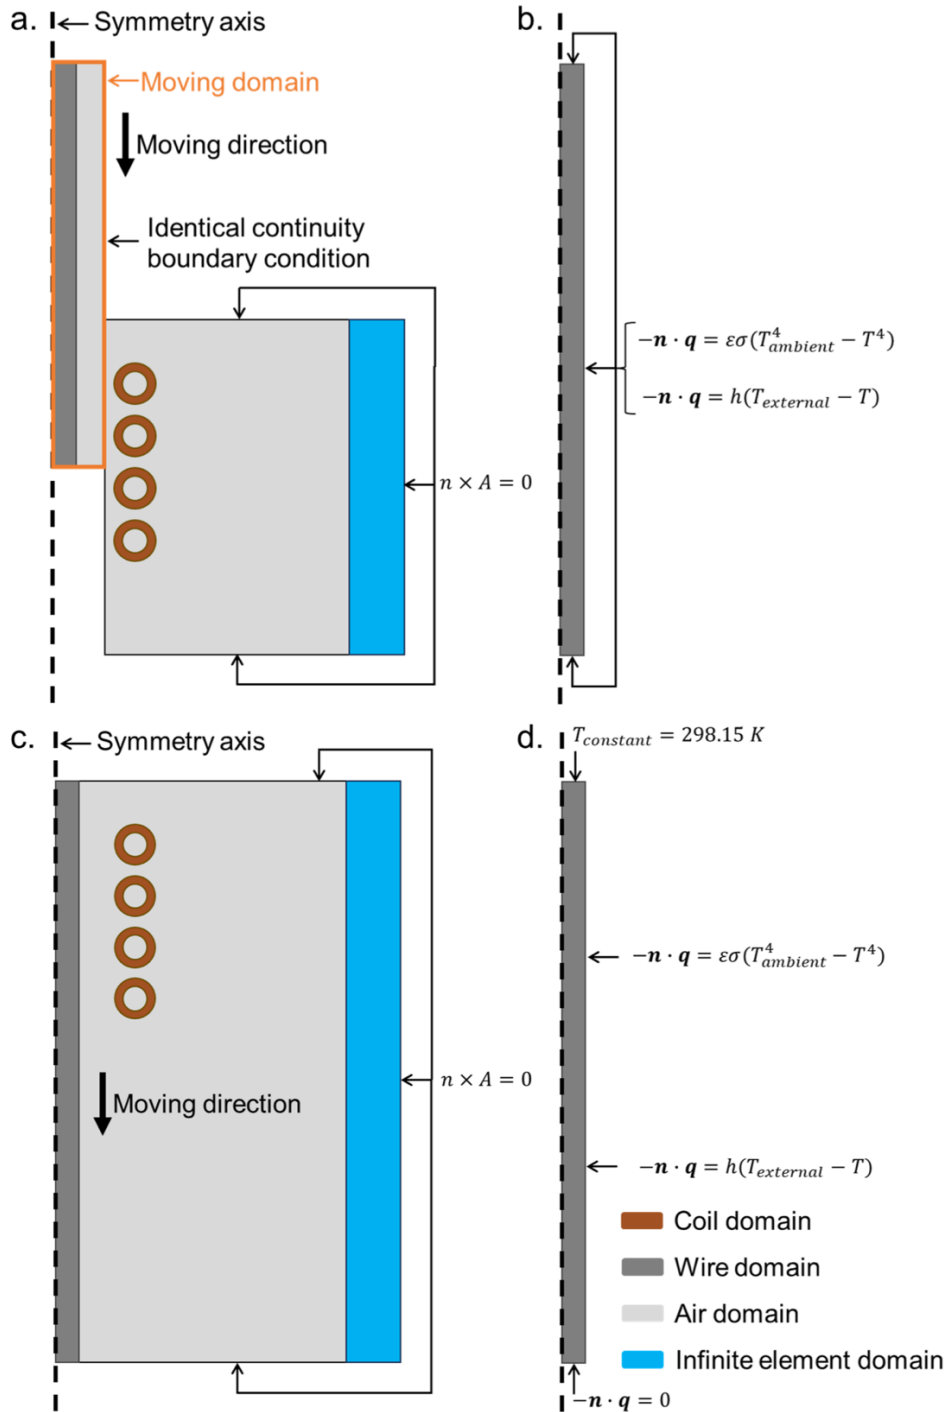 a.
Symmetry axis
Moving domain
Moving direction
Identical continuity
boundary condition
n × A = 0
b.
−n · q = εσ(T⁴ambient − T⁴)
−n · q = h(Texternal − T)
c.
Symmetry axis
Moving direction
n × A = 0
d.
Tconstant = 298.15 K
−n · q = εσ(T⁴ambient − T⁴)
−n · q = h(Texternal − T)
Coil domain
Wire domain
Air domain
Infinite element domain
−n · q = 0